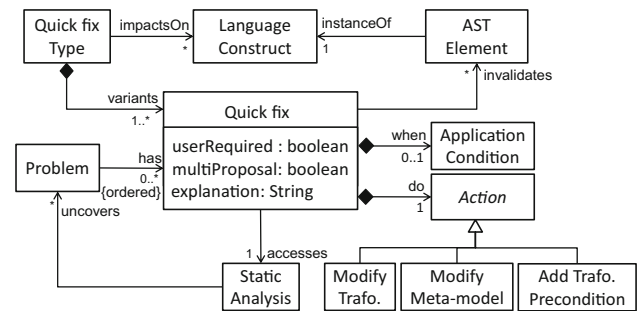 Quick fix
Type
impactsOn
*
Language
Construct
instanceOf
1
AST
Element
* invalidates
variants
1..*
Quick fix
userRequired : boolean
multiProposal: boolean
explanation: String
when
0..1
Application
Condition
Problem
has
0..*
{ordered}
* uncovers
do
1
Action
1 accesses
Static
Analysis
Modify
Trafo.
Modify
Meta-model
Add Trafo.
Precondition